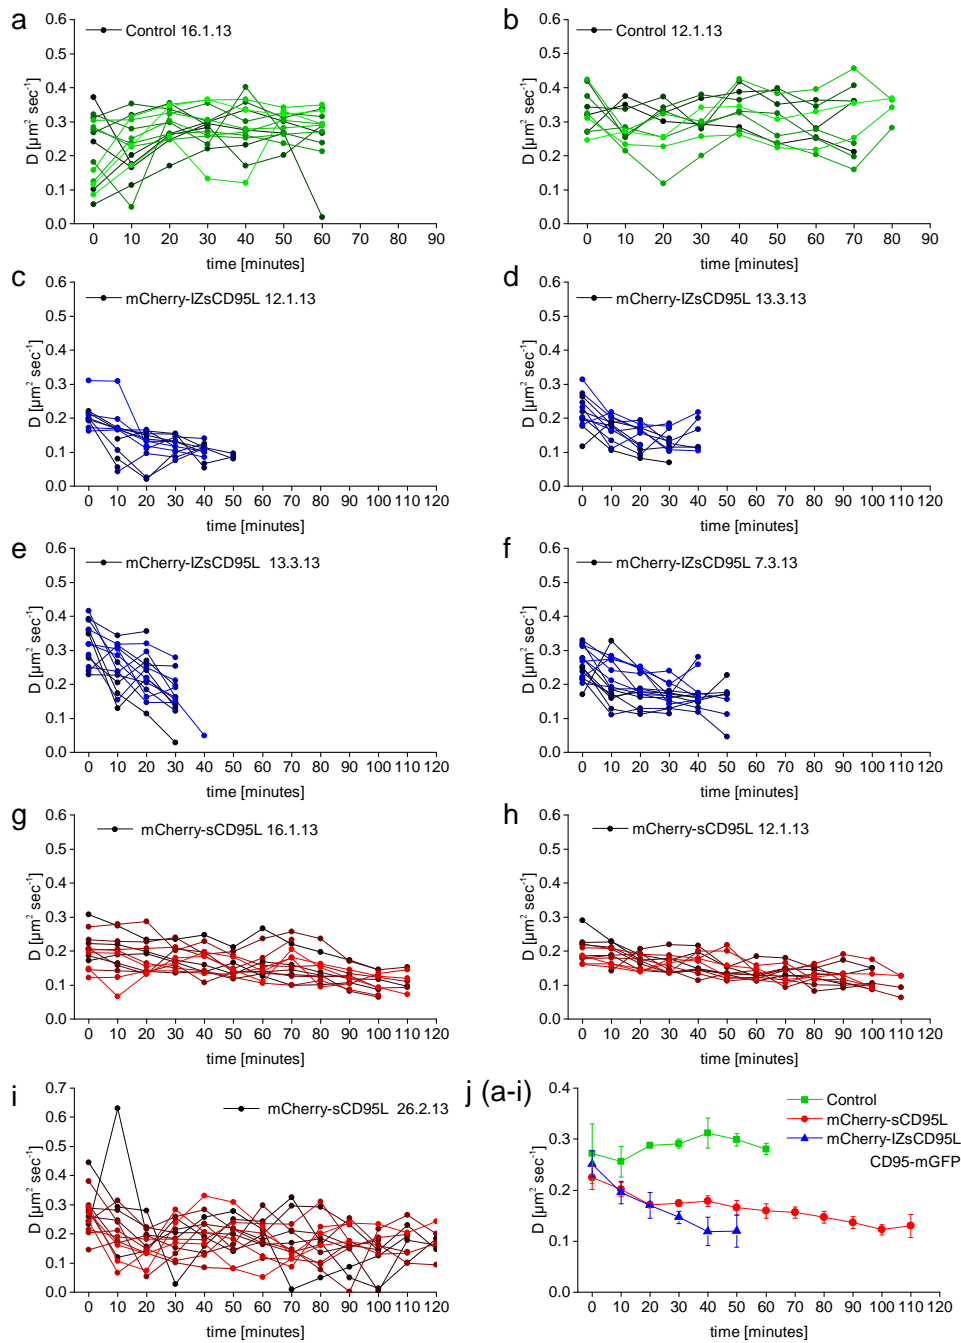 a
Control 16.1.13
D [µm² sec⁻¹]
0.6
0.5
0.4
0.3
0.2
0.1
0.0
0 10 20 30 40 50 60 70 80 90
time [minutes]
b
Control 12.1.13
D [µm² sec⁻¹]
0.6
0.5
0.4
0.3
0.2
0.1
0.0
0 10 20 30 40 50 60 70 80 90
time [minutes]
c
mCherry-IZsCD95L 12.1.13
D [µm² sec⁻¹]
0.6
0.5
0.4
0.3
0.2
0.1
0.0
0 10 20 30 40 50 60 70 80 90 100 110 120
time [minutes]
d
mCherry-IZsCD95L 13.3.13
D [µm² sec⁻¹]
0.6
0.5
0.4
0.3
0.2
0.1
0.0
0 10 20 30 40 50 60 70 80 90 100 110 120
time [minutes]
e
mCherry-IZsCD95L 13.3.13
D [µm² sec⁻¹]
0.6
0.5
0.4
0.3
0.2
0.1
0.0
0 10 20 30 40 50 60 70 80 90 100 110 120
time [minutes]
f
mCherry-IZsCD95L 7.3.13
D [µm² sec⁻¹]
0.6
0.5
0.4
0.3
0.2
0.1
0.0
0 10 20 30 40 50 60 70 80 90 100 110 120
time [minutes]
g
mCherry-sCD95L 16.1.13
D [µm² sec⁻¹]
0.6
0.5
0.4
0.3
0.2
0.1
0.0
0 10 20 30 40 50 60 70 80 90 100 110 120
time [minutes]
h
mCherry-sCD95L 12.1.13
D [µm² sec⁻¹]
0.6
0.5
0.4
0.3
0.2
0.1
0.0
0 10 20 30 40 50 60 70 80 90 100 110 120
time [minutes]
i
mCherry-sCD95L 26.2.13
D [µm² sec⁻¹]
0.7
0.6
0.5
0.4
0.3
0.2
0.1
0.0
0 10 20 30 40 50 60 70 80 90 100 110 120
time [minutes]
j (a-i)
Control
mCherry-sCD95L
mCherry-IZsCD95L
CD95-mGFP
D [µm² sec⁻¹]
0.4
0.3
0.2
0.1
0.0
0 10 20 30 40 50 60 70 80 90 100 110 120
time [minutes]